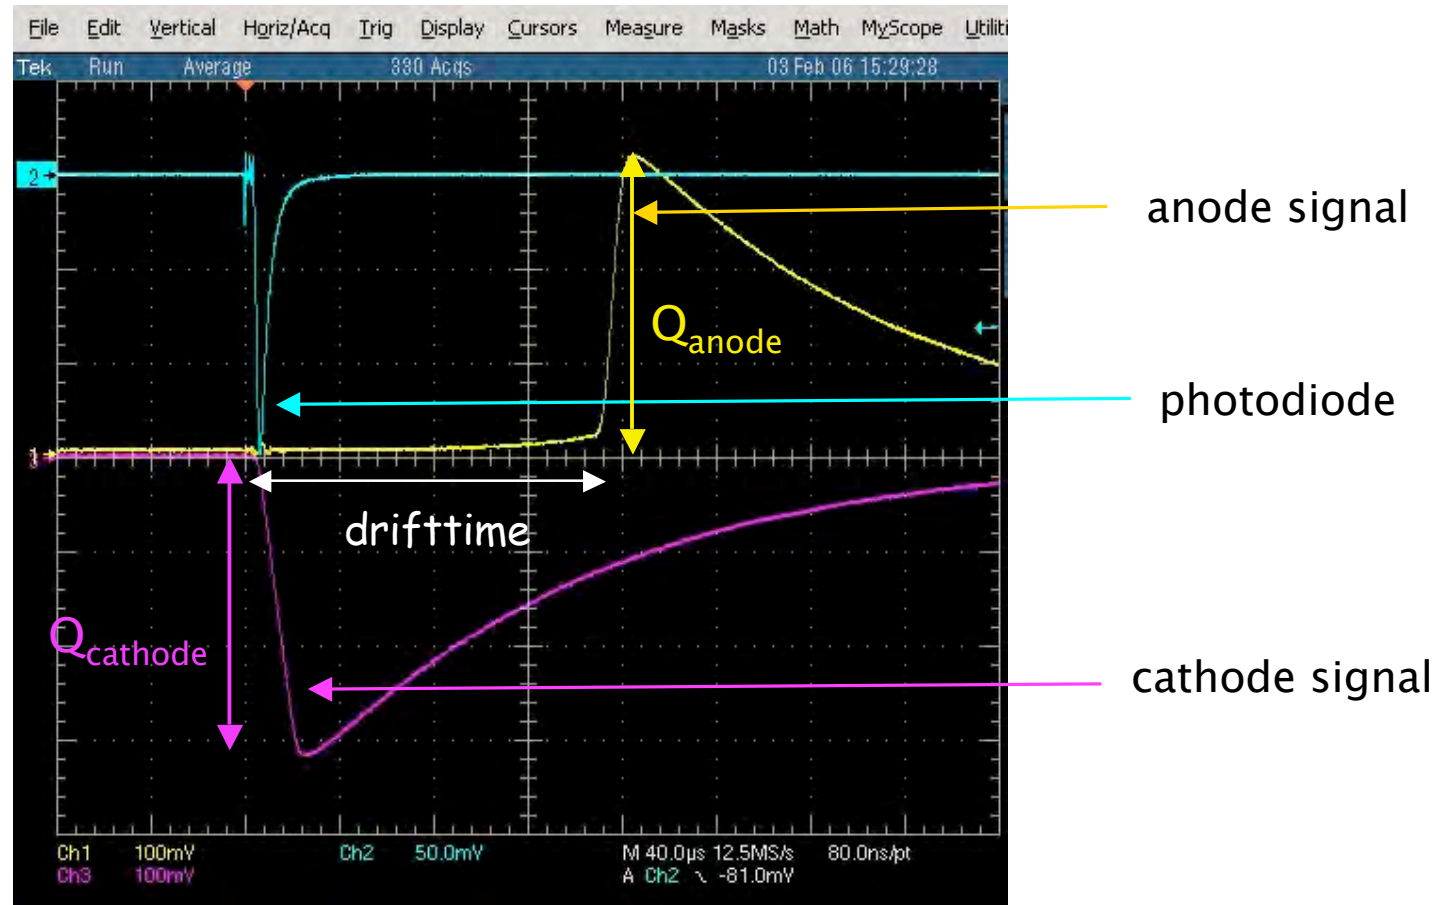 File Edit Vertical Horiz/Acq Trig Display Cursors Measure Masks Math MyScope Utiliti
Tek Run Average 330 Acqs 03 Feb 06 15:29:28
2
anode signal
Qanode
photodiode
1
3
drifttime
Qcathode
cathode signal
Ch1 100mV Ch2 50.0mV M 40.0µs 12.5MS/s 80.0ns/pt
Ch3 100mV A Ch2 \ -81.0mV